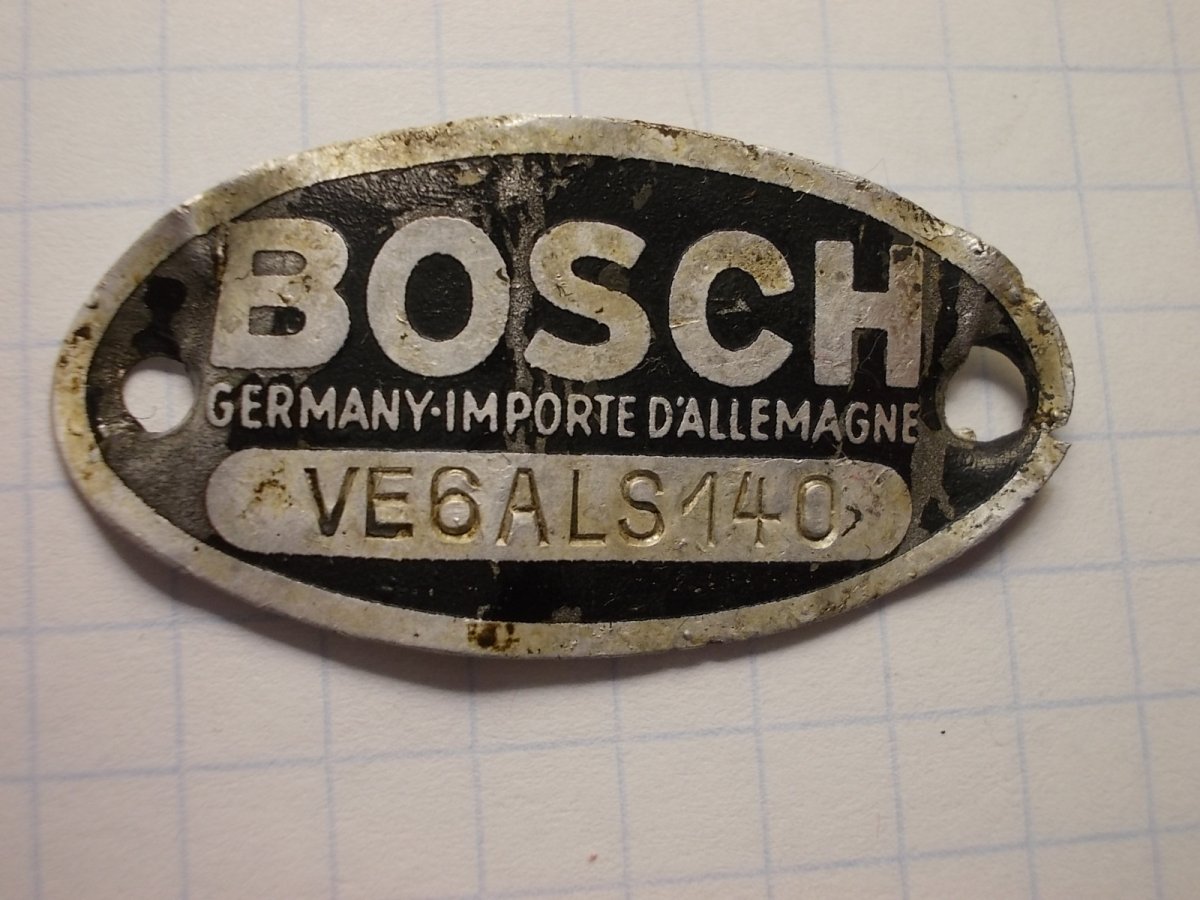 BOSCH
GERMANY·IMPORTE D'ALLEMAGNE
VE6ALS140